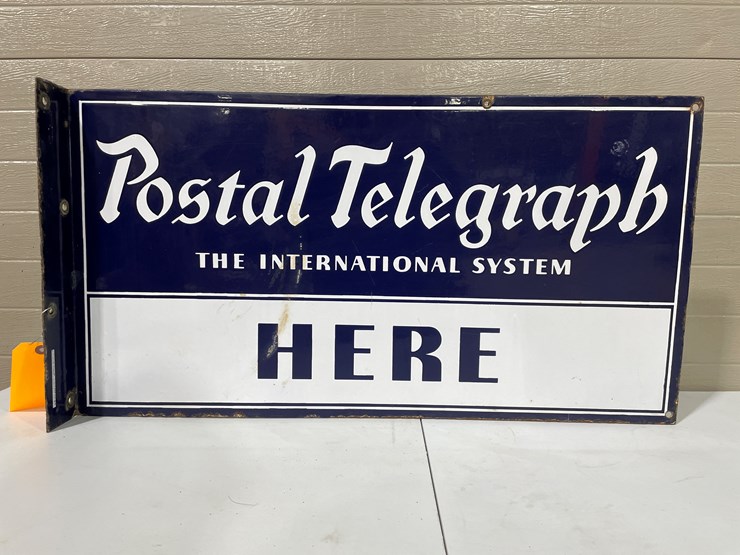 Postal Telegraph
THE INTERNATIONAL SYSTEM
HERE